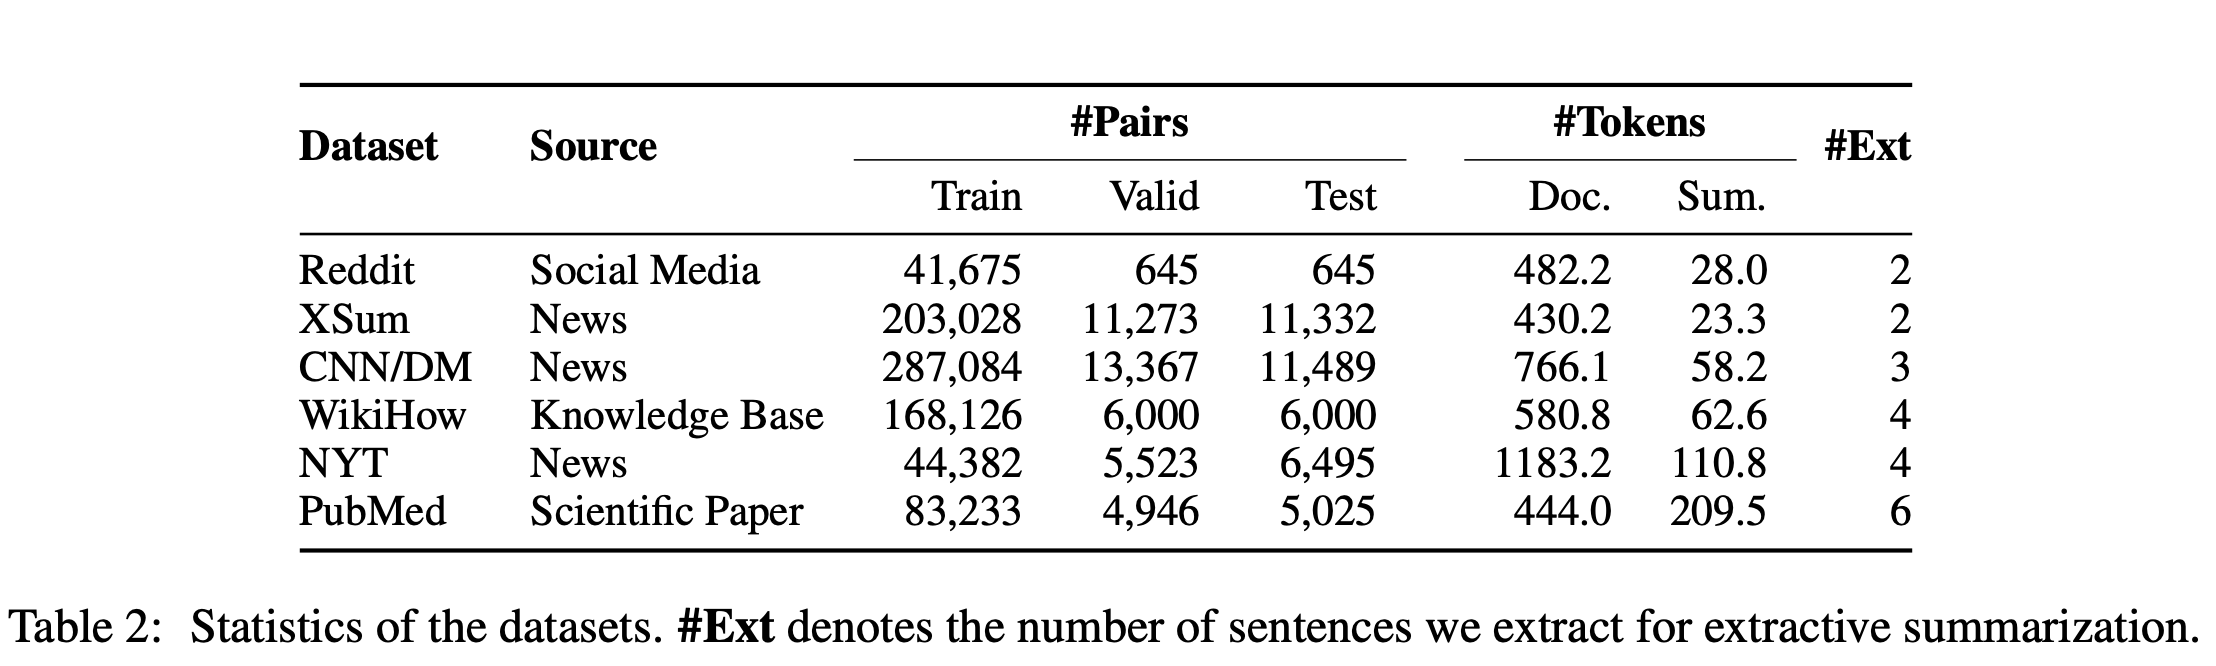 #Pairs #Tokens
Dataset Source #Ext
Train Valid Test Doc. Sum.
Reddit Social Media 41,675 645 645 482.2 28.0 2
XSum News 203,028 11,273 11,332 430.2 23.3 2
CNN/DM News 287,084 13,367 11,489 766.1 58.2 3
WikiHow Knowledge Base 168,126 6,000 6,000 580.8 62.6 4
NYT News 44,382 5,523 6,495 1183.2 110.8 4
PubMed Scientific Paper 83,233 4,946 5,025 444.0 209.5 6
Table 2: Statistics of the datasets. #Ext denotes the number of sentences we extract for extractive summarization.